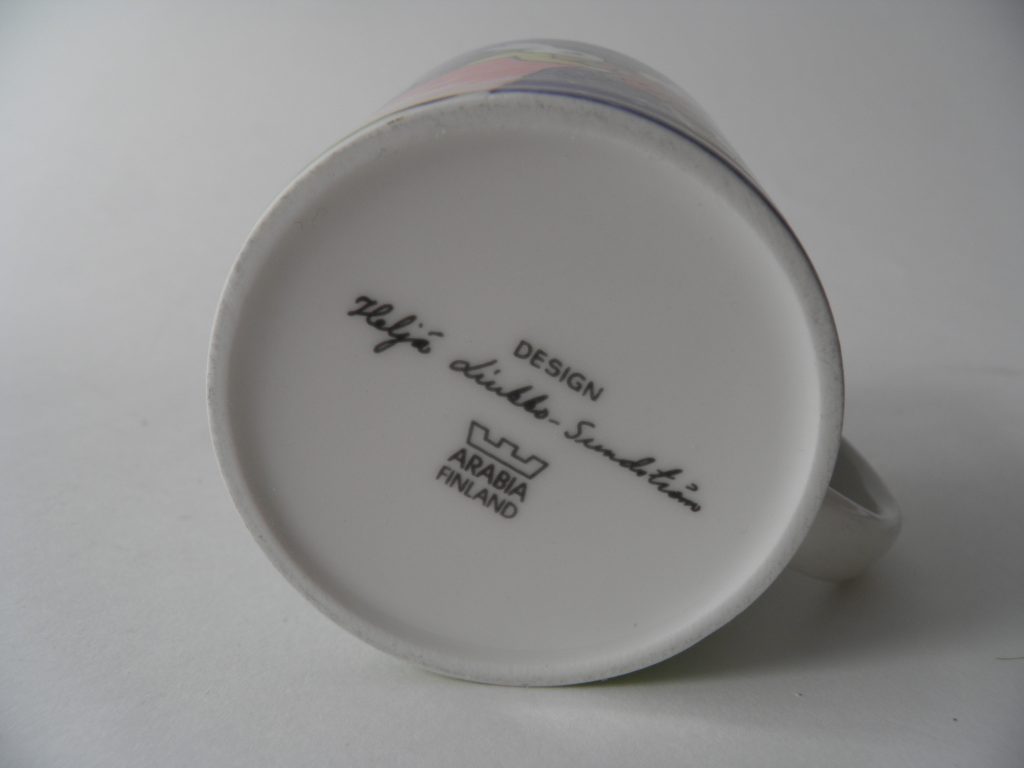 DESIGN
Heljä Liukko-Sundström
ARABIA
FINLAND